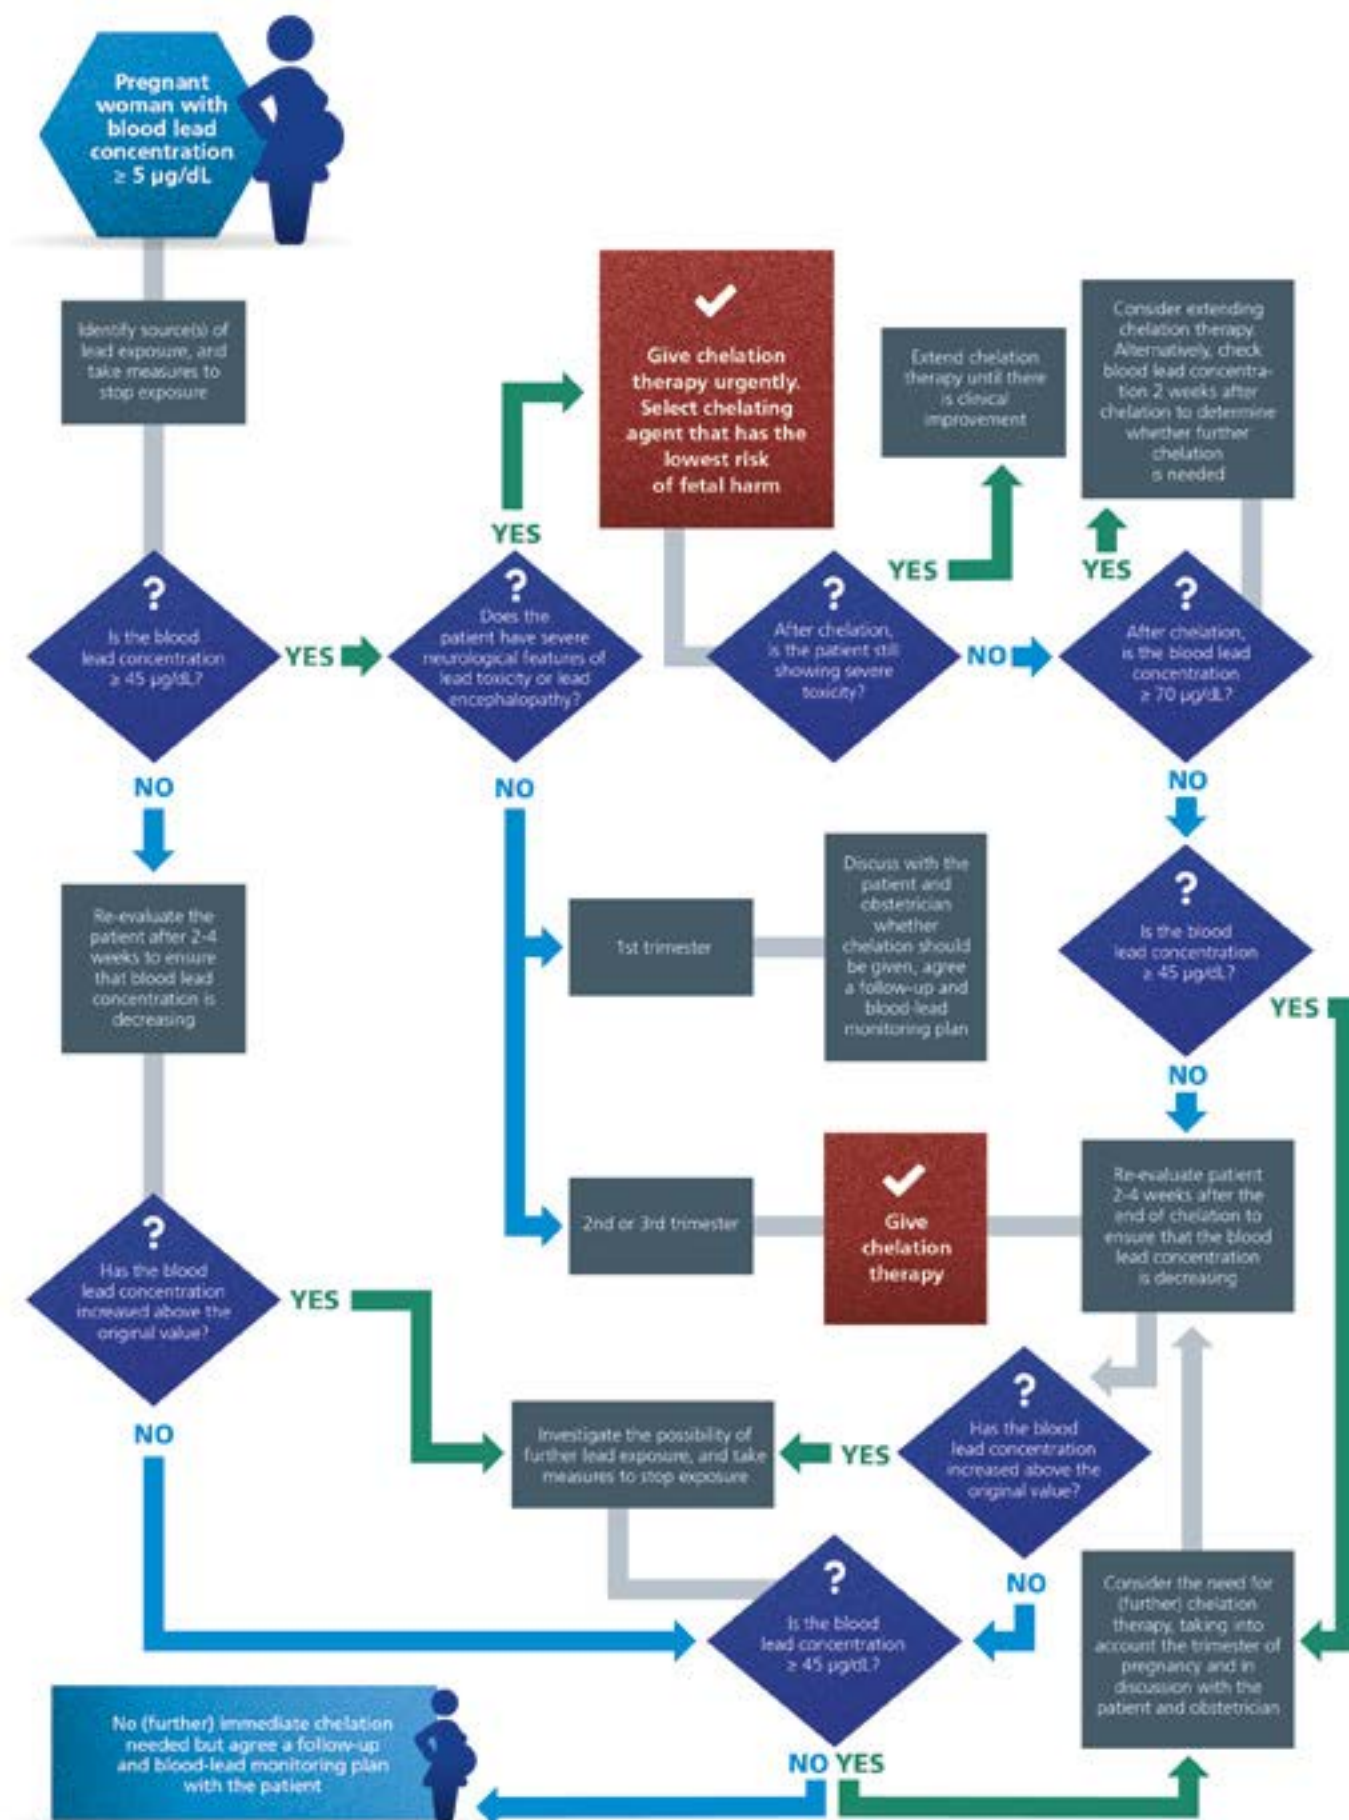 Pregnant
woman with
blood lead
concentration
≥ 5 µg/dL
Identify source(s) of
lead exposure, and
take measures to
stop exposure
?
Is the blood
lead concentration
≥ 45 µg/dL?
YES
?
Does the
patient have severe
neurological features of
lead toxicity or lead
encephalopathy?
YES
Give chelation
therapy urgently.
Select chelating
agent that has the
lowest risk
of fetal harm
?
After chelation,
is the patient still
showing severe
toxicity?
YES
Extend chelation
therapy until there
is clinical
improvement
NO
?
After chelation,
is the blood lead
concentration
≥ 70 µg/dL?
YES
Consider extending
chelation therapy.
Alternatively, check
blood lead concentra-
tion 2 weeks after
chelation to determine
whether further
chelation
is needed
NO
?
Is the blood
lead concentration
≥ 45 µg/dL?
YES
NO
Re-evaluate patient
2-4 weeks after the
end of chelation to
ensure that the blood
lead concentration
is decreasing
NO
1st trimester
Discuss with the
patient and
obstetrician
whether
chelation should
be given, agree
a follow-up and
blood-lead
monitoring plan
2nd or 3rd trimester
Give
chelation
therapy
NO
Re-evaluate the
patient after 2-4
weeks to ensure
that blood lead
concentration is
decreasing
?
Has the blood
lead concentration
increased above the
original value?
YES
NO
Investigate the possibility of
further lead exposure, and take
measures to stop exposure
YES
?
Has the blood
lead concentration
increased above the
original value?
NO
?
Is the blood
lead concentration
≥ 45 µg/dL?
Consider the need for
(further) chelation
therapy, taking into
account the trimester of
pregnancy and in
discussion with the
patient and obstetrician
NO YES
No (further) immediate chelation
needed but agree a follow-up
and blood-lead monitoring plan
with the patient